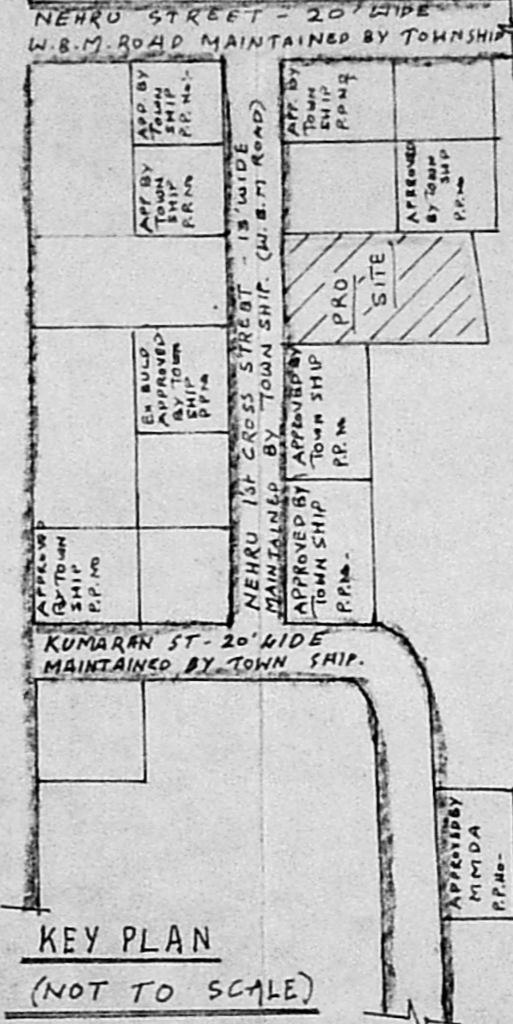 NEHRU STREET - 20' WIDE
W.B.M. ROAD MAINTAINED BY TOWNSHIP
APP. BY
TOWN
SHIP
P.P. No:-
APP. BY
TOWN
SHIP
P.P No
APP BY
TOWN
SHIP
P.P. No
APPROVED
BY TOWN
SHIP
P.P. No
NEHRU 1st CROSS STREET - 13' WIDE
MAINTAINED BY TOWN SHIP. (W.B.M ROAD)
PRO
SITE
EX BULD
APPROVED
BY TOWN
SHIP
P.P No
APPROVED BY
TOWN SHIP
P.P. No
APPROVED
BY TOWN
SHIP
P.P. NO
APPROVED BY
TOWN SHIP
P.P. No-
KUMARAN ST - 20' WIDE
MAINTAINED BY TOWN SHIP.
APPROVED BY
MMDA
P.P. No-
KEY PLAN
(NOT TO SCALE)